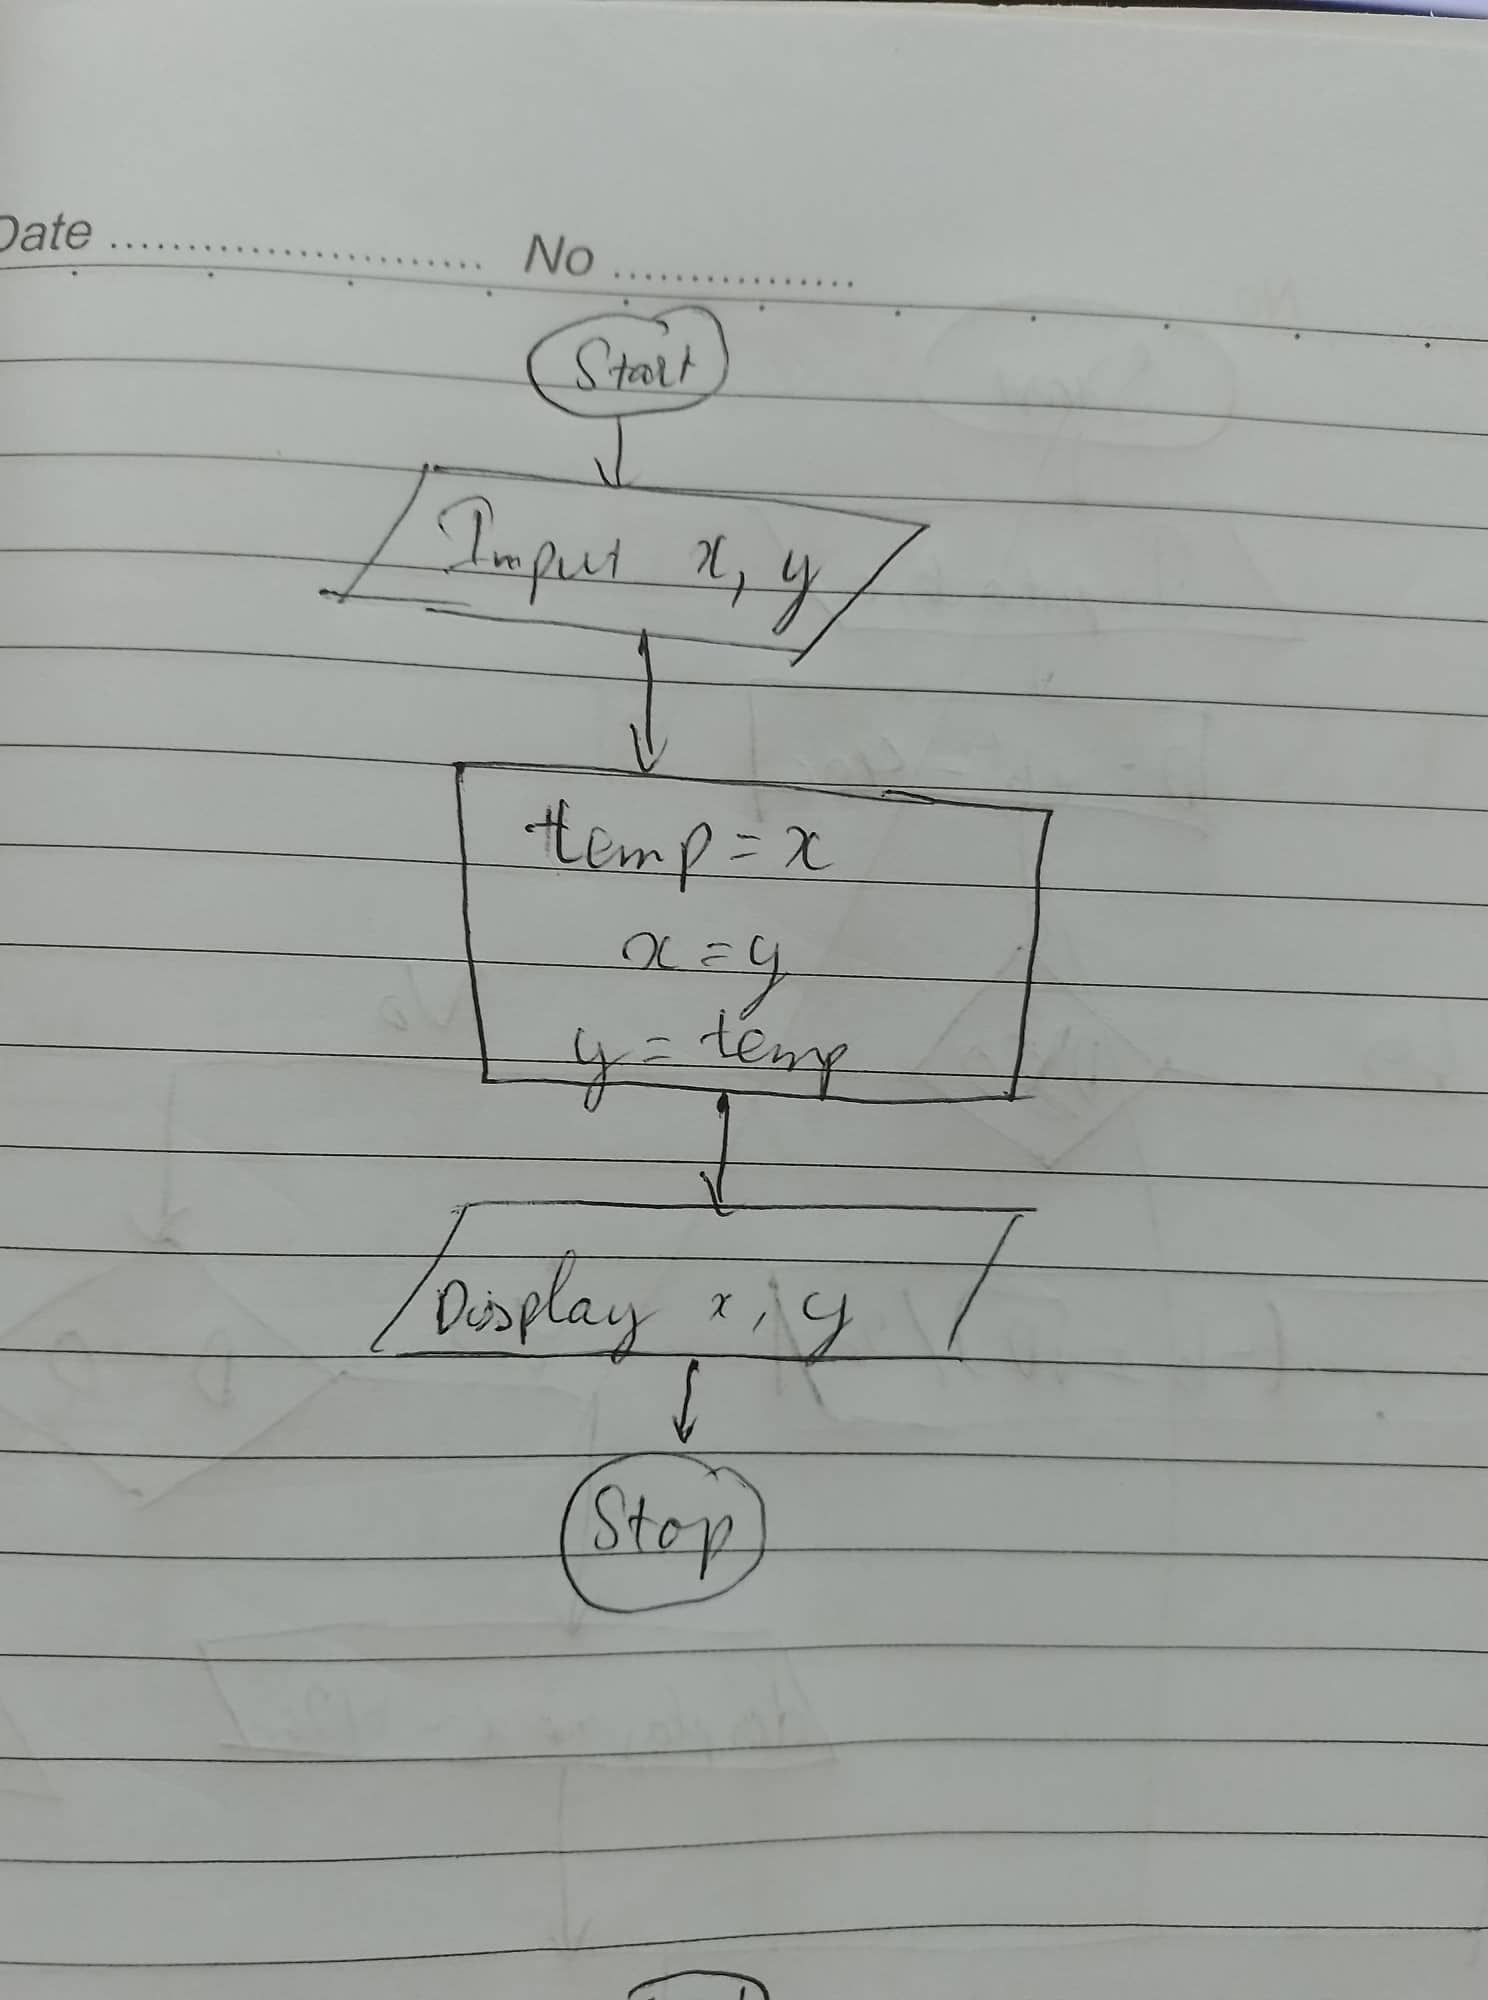 Date ........................... No ..................
Start
Input x, y
temp = x
x = y
y = temp
Display x, y
Stop